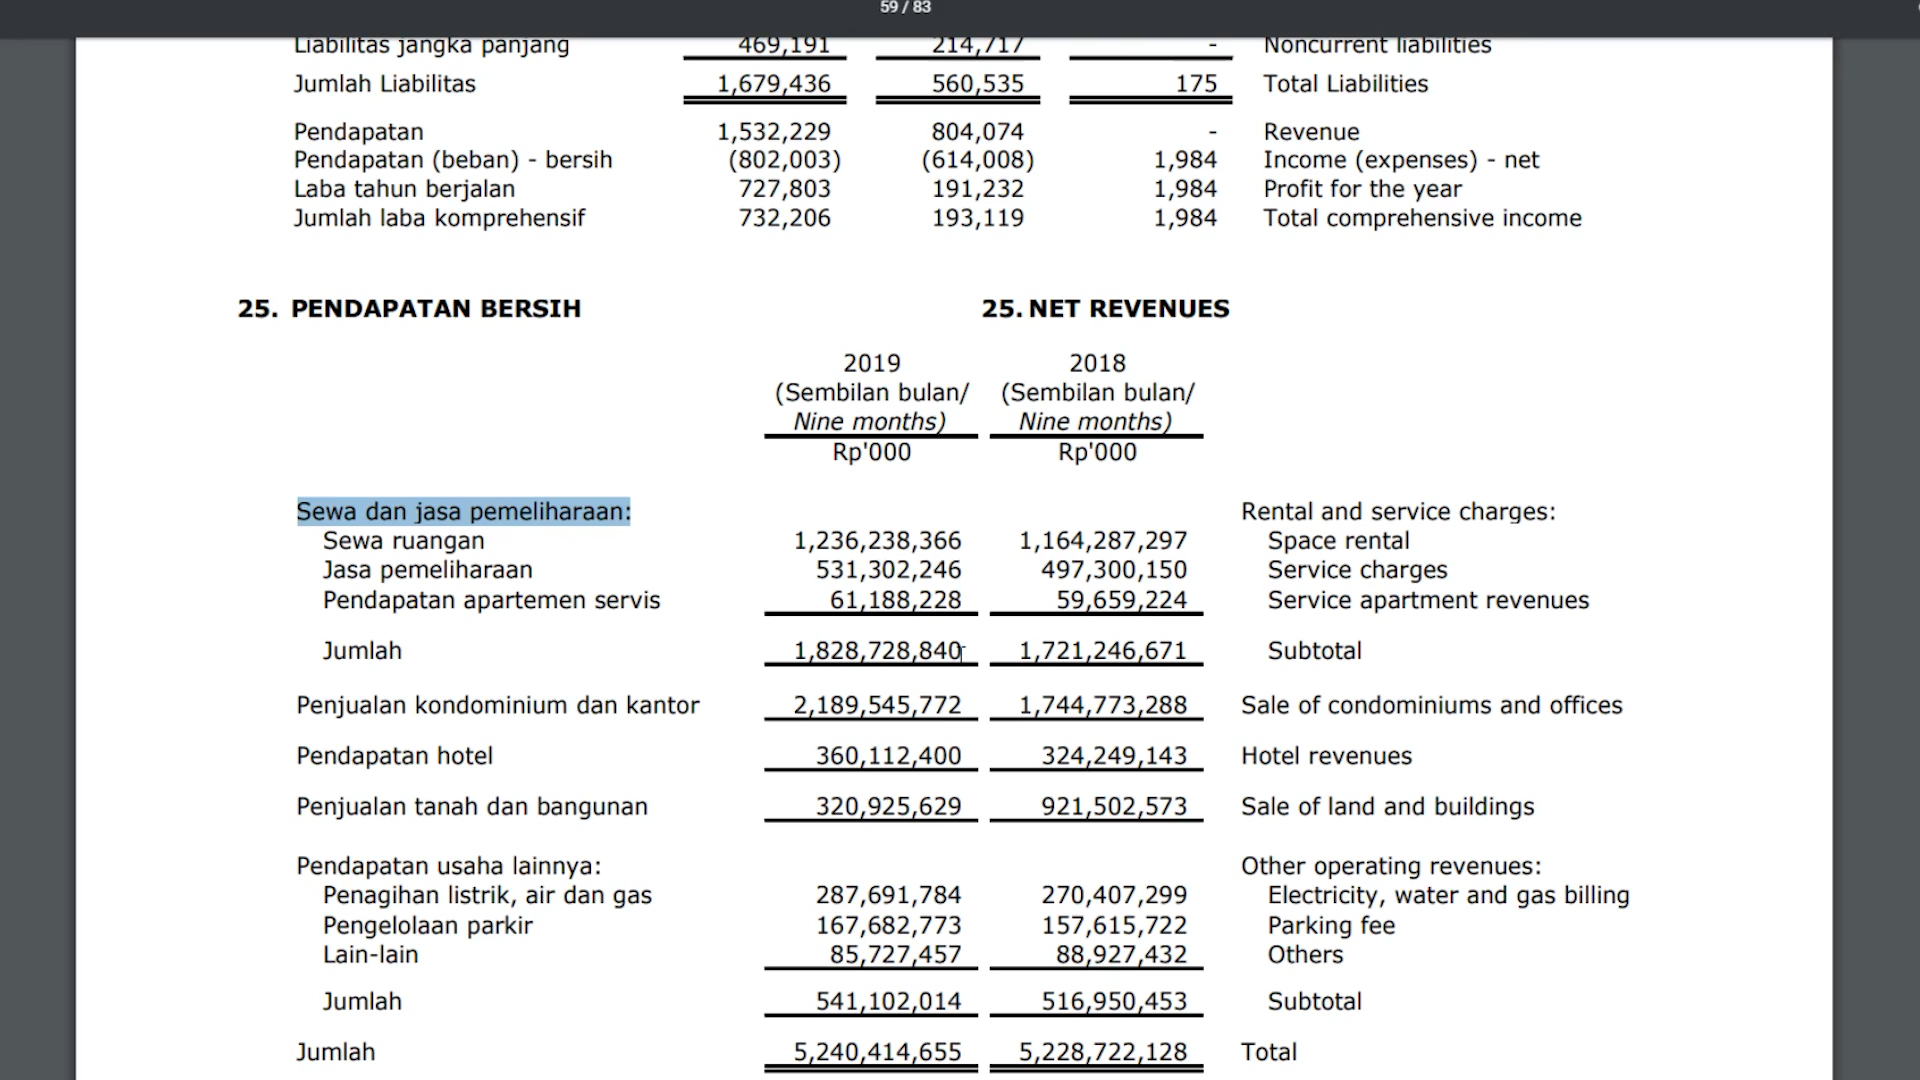 59 / 83
Liabilitas jangka panjang 469,191 214,717 - Noncurrent liabilities
Jumlah Liabilitas 1,679,436 560,535 175 Total Liabilities
Pendapatan 1,532,229 804,074 - Revenue
Pendapatan (beban) - bersih (802,003) (614,008) 1,984 Income (expenses) - net
Laba tahun berjalan 727,803 191,232 1,984 Profit for the year
Jumlah laba komprehensif 732,206 193,119 1,984 Total comprehensive income
25. PENDAPATAN BERSIH 25. NET REVENUES
2019 2018
(Sembilan bulan/ (Sembilan bulan/
Nine months) Nine months)
Rp'000 Rp'000
Sewa dan jasa pemeliharaan: Rental and service charges:
Sewa ruangan 1,236,238,366 1,164,287,297 Space rental
Jasa pemeliharaan 531,302,246 497,300,150 Service charges
Pendapatan apartemen servis 61,188,228 59,659,224 Service apartment revenues
Jumlah 1,828,728,840 1,721,246,671 Subtotal
Penjualan kondominium dan kantor 2,189,545,772 1,744,773,288 Sale of condominiums and offices
Pendapatan hotel 360,112,400 324,249,143 Hotel revenues
Penjualan tanah dan bangunan 320,925,629 921,502,573 Sale of land and buildings
Pendapatan usaha lainnya: Other operating revenues:
Penagihan listrik, air dan gas 287,691,784 270,407,299 Electricity, water and gas billing
Pengelolaan parkir 167,682,773 157,615,722 Parking fee
Lain-lain 85,727,457 88,927,432 Others
Jumlah 541,102,014 516,950,453 Subtotal
Jumlah 5,240,414,655 5,228,722,128 Total